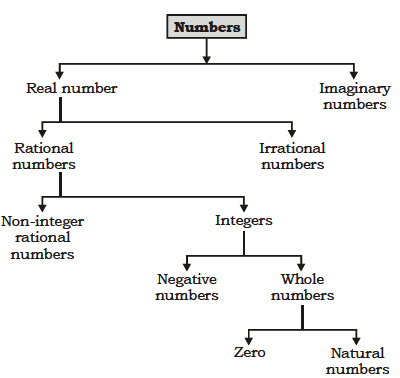 Numbers
Real number
Imaginary
numbers
Rational
numbers
Irrational
numbers
Non-integer
rational
numbers
Integers
Negative
numbers
Whole
numbers
Zero
Natural
numbers